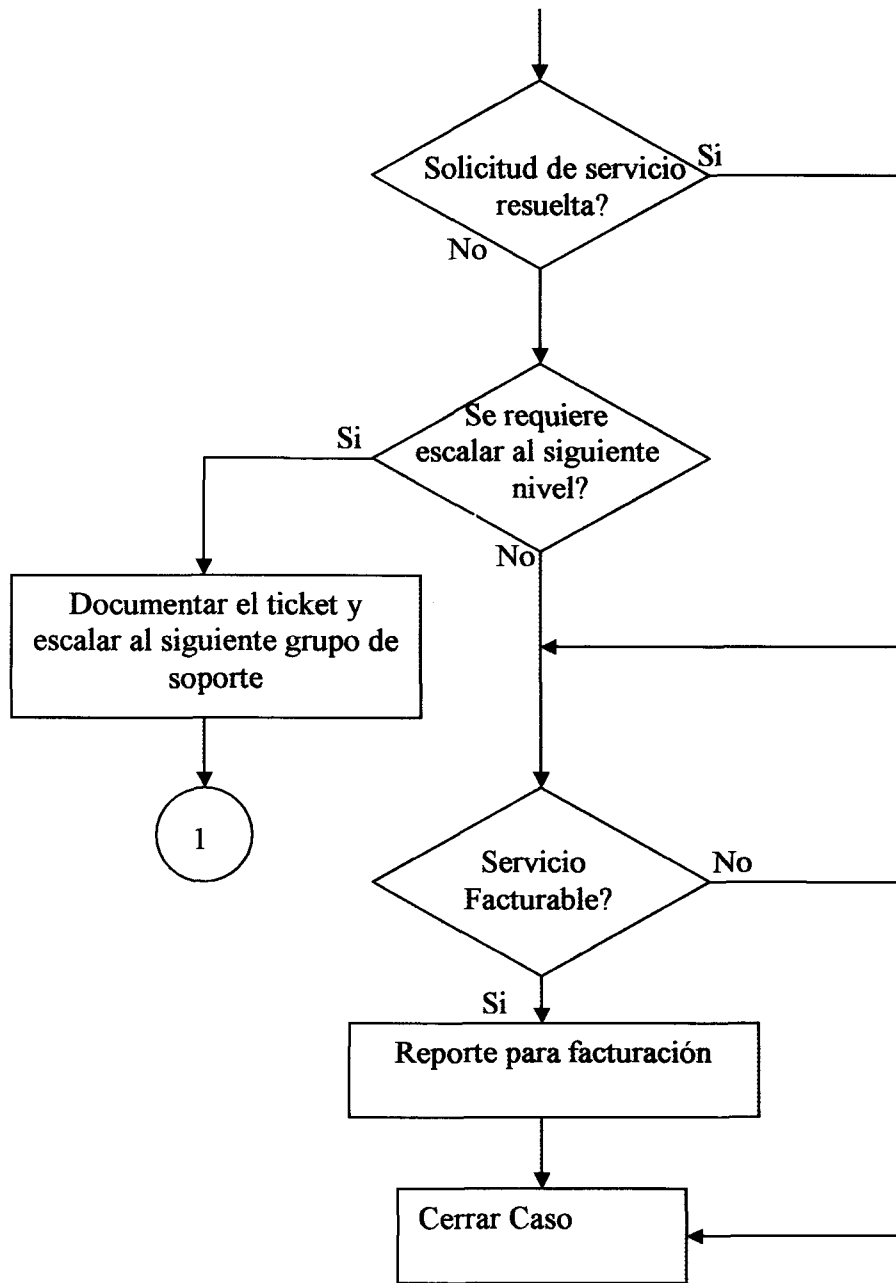 Solicitud de servicio
resuelta?
Si
No
Se requiere
escalar al siguiente
nivel?
Si
No
Documentar el ticket y
escalar al siguiente grupo de
soporte
1
Servicio
Facturable?
No
Si
Reporte para facturación
Cerrar Caso